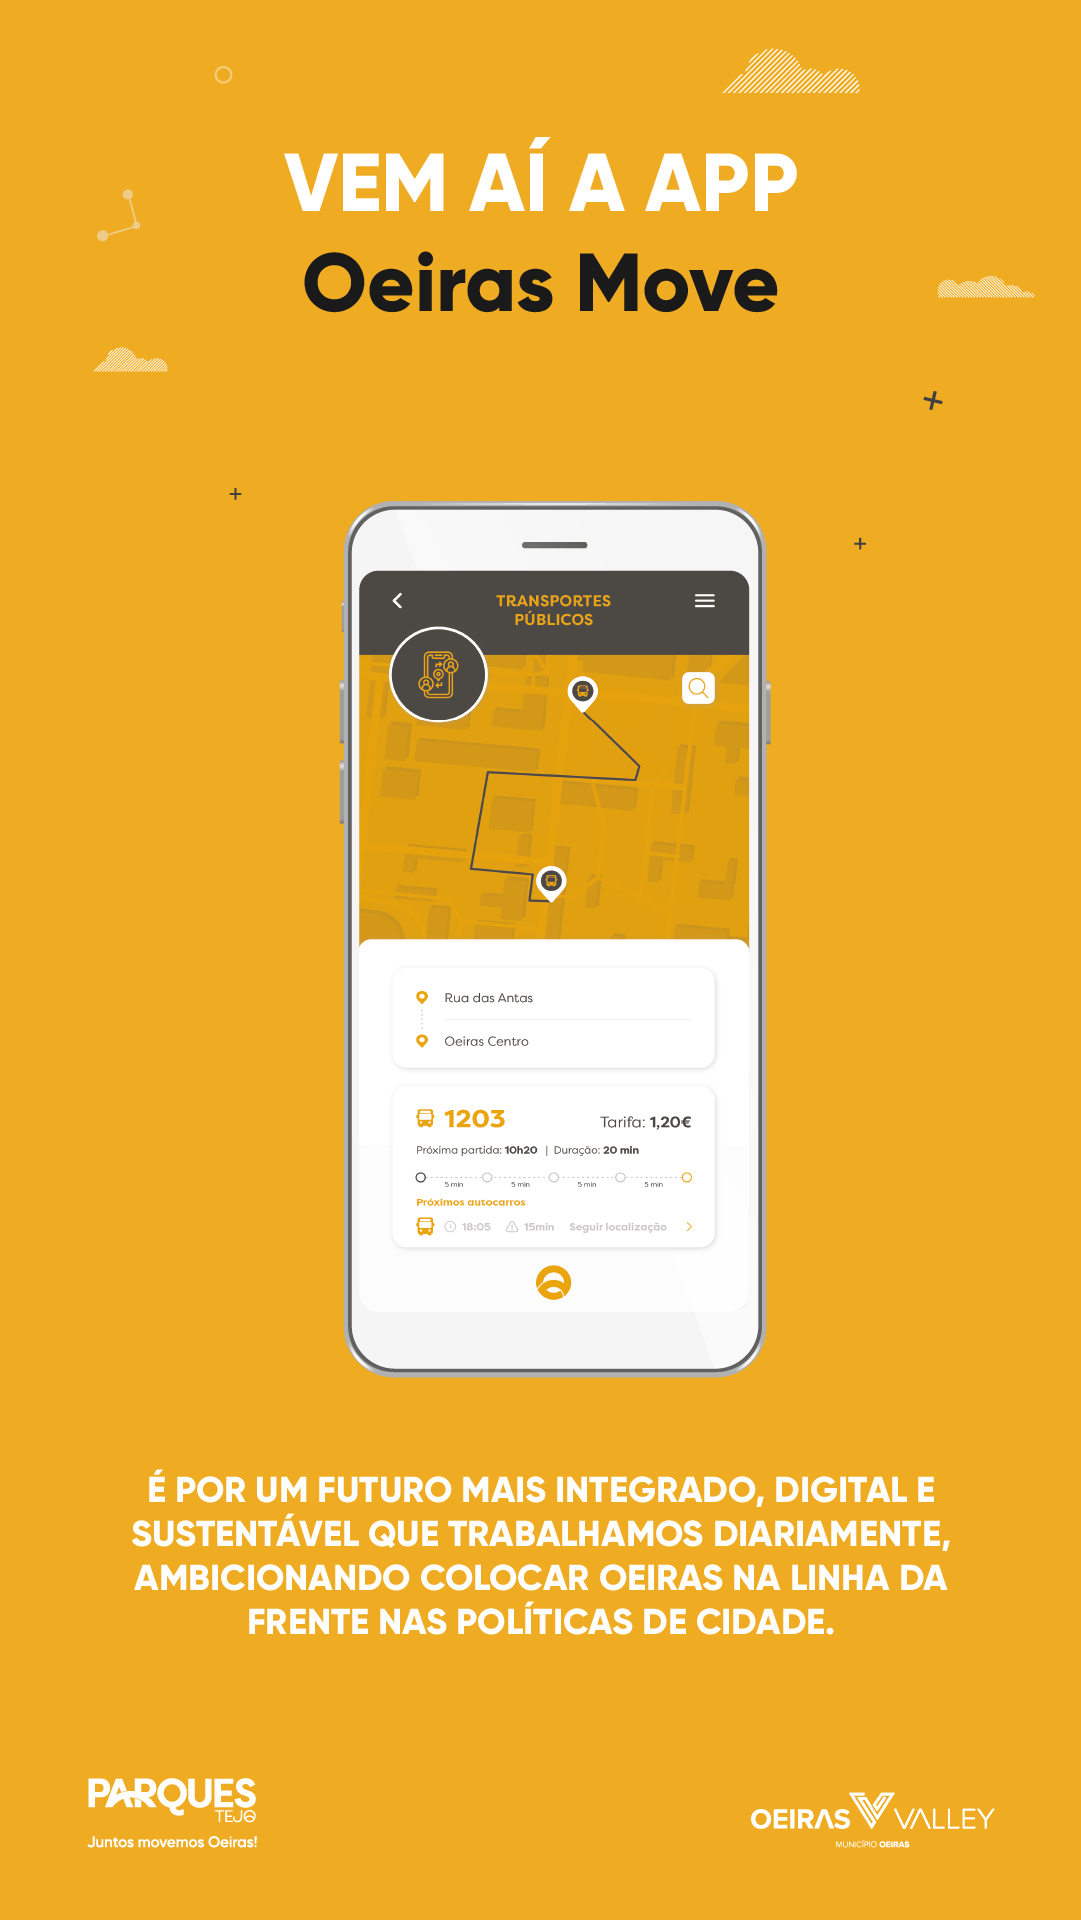 VEM AÍ A APP
Oeiras Move
TRANSPORTES
PÚBLICOS
Rua das Antas
Oeiras Centro
1203
Tarifa: 1,20€
Próxima partida: 10h20 | Duração: 20 min
5 min 5 min 5 min 5 min
Próximos autocarros
18:05 15min Seguir localização
É POR UM FUTURO MAIS INTEGRADO, DIGITAL E
SUSTENTÁVEL QUE TRABALHAMOS DIARIAMENTE,
AMBICIONANDO COLOCAR OEIRAS NA LINHA DA
FRENTE NAS POLÍTICAS DE CIDADE.
PARQUES
TEJO
Juntos movemos Oeiras!
OEIRAS VALLEY
MUNICÍPIO OEIRAS